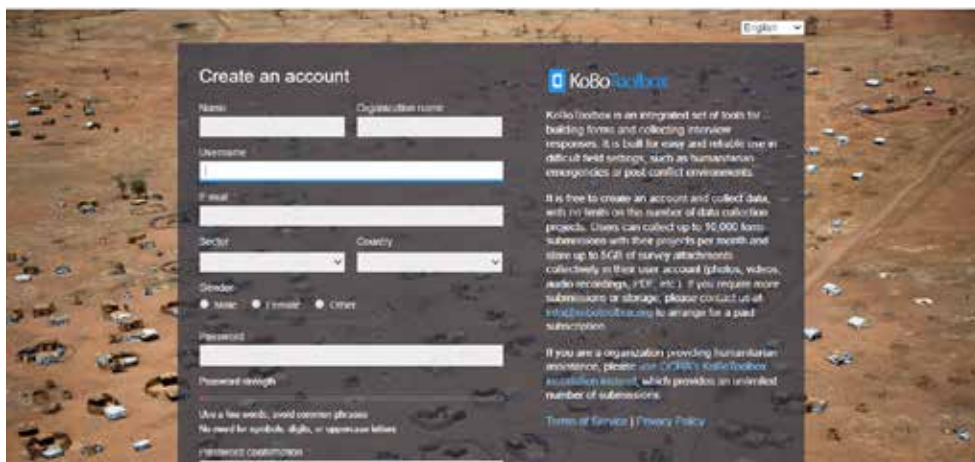 English
Create an account
KoBoToolbox
Name
Organization name
Username
E-mail
Sector
Country
Gender
Male
Female
Other
Password
Password strength
Use a few words, avoid common phrases
No need for symbols, digits, or uppercase letters
Password confirmation
KoBoToolbox is an integrated set of tools for
building forms and collecting interview
responses. It is built for easy and reliable use in
difficult field settings, such as humanitarian
emergencies or post conflict environments.
It is free to create an account and collect data,
with no limits on the number of data collection
projects. Users can collect up to 10,000 form
submissions with their projects per month and
store up to 5GB of survey attachments
collectively in their user account (photos, videos,
audio recordings, PDF, etc.). If you require more
submissions or storage, please contact us at
info@kobotoolbox.org to arrange for a paid
subscription.
If you are a organization providing humanitarian
assistance, please use OCHA's KoBoToolbox
installation instead, which provides an unlimited
number of submissions.
Terms of Service | Privacy Policy